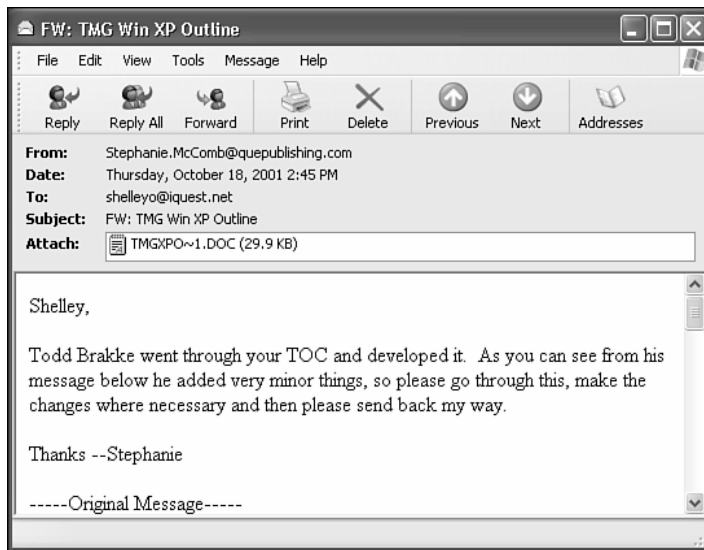 FW: TMG Win XP Outline
File Edit View Tools Message Help
Reply Reply All Forward Print Delete Previous Next Addresses
From: Stephanie.McComb@quepublishing.com
Date: Thursday, October 18, 2001 2:45 PM
To: shelleyo@iquest.net
Subject: FW: TMG Win XP Outline
Attach: TMGXPO~1.DOC (29.9 KB)
Shelley,
Todd Brakke went through your TOC and developed it. As you can see from his
message below he added very minor things, so please go through this, make the
changes where necessary and then please send back my way.
Thanks --Stephanie
-----Original Message-----